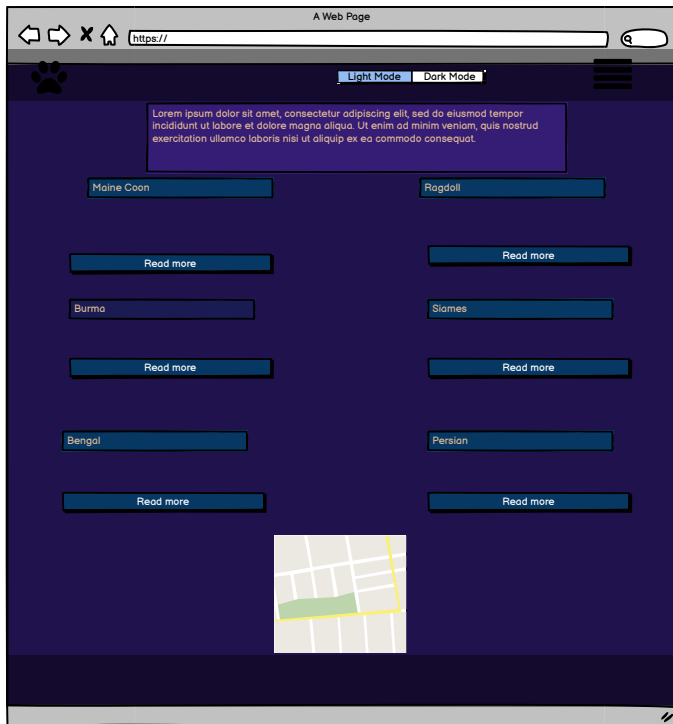 A Web Page
https://
Light Mode Dark Mode
Lorem ipsum dolor sit amet, consectetur adipiscing elit, sed do eiusmod tempor
incididunt ut labore et dolore magna aliqua. Ut enim ad minim veniam, quis nostrud
exercitation ullamco laboris nisi ut aliquip ex ea commodo consequat.
Maine Coon
Ragdoll
Read more
Read more
Burma
Siames
Read more
Read more
Bengal
Persian
Read more
Read more